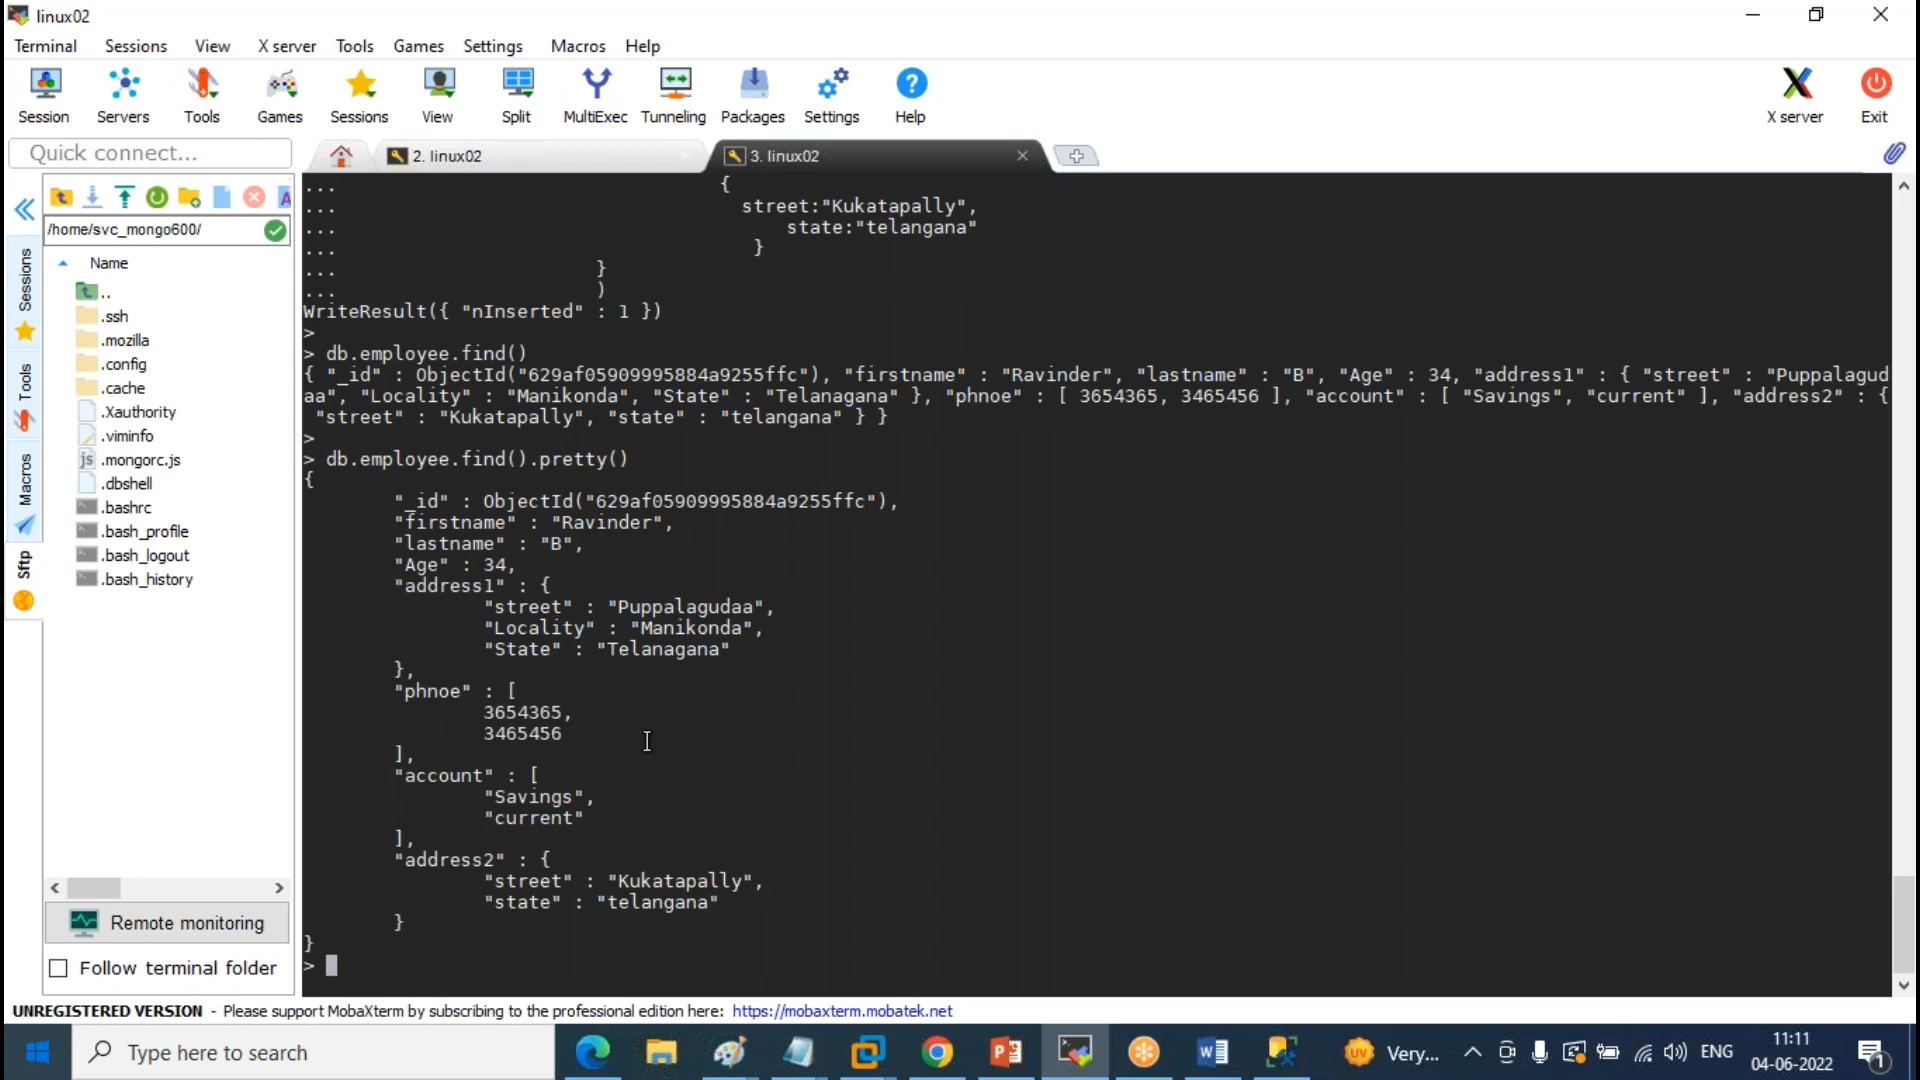 linux02
Terminal Sessions View X server Tools Games Settings Macros Help
Session Servers Tools Games Sessions View Split MultiExec Tunneling Packages Settings Help X server Exit
Quick connect...
2. linux02
3. linux02
/home/svc_mongo600/
Name
..
.ssh
.mozilla
.config
.cache
.Xauthority
.viminfo
.mongorc.js
.dbshell
.bashrc
.bash_profile
.bash_logout
.bash_history
Sessions
Tools
Macros
Sftp
Remote monitoring
Follow terminal folder
... {
... street:"Kukatapally",
... state:"telangana"
... }
... }
... )
WriteResult({ "nInserted" : 1 })
>
> db.employee.find()
{ "_id" : ObjectId("629af05909995884a9255ffc"), "firstname" : "Ravinder", "lastname" : "B", "Age" : 34, "address1" : { "street" : "Puppalagud
aa", "Locality" : "Manikonda", "State" : "Telanagana" }, "phnoe" : [ 3654365, 3465456 ], "account" : [ "Savings", "current" ], "address2" : {
"street" : "Kukatapally", "state" : "telangana" } }
>
> db.employee.find().pretty()
{
"_id" : ObjectId("629af05909995884a9255ffc"),
"firstname" : "Ravinder",
"lastname" : "B",
"Age" : 34,
"address1" : {
"street" : "Puppalagudaa",
"Locality" : "Manikonda",
"State" : "Telanagana"
},
"phnoe" : [
3654365,
3465456
],
"account" : [
"Savings",
"current"
],
"address2" : {
"street" : "Kukatapally",
"state" : "telangana"
}
}
>
UNREGISTERED VERSION - Please support MobaXterm by subscribing to the professional edition here: https://mobaxterm.mobatek.net
Type here to search
Very...
ENG
11:11
04-06-2022
1